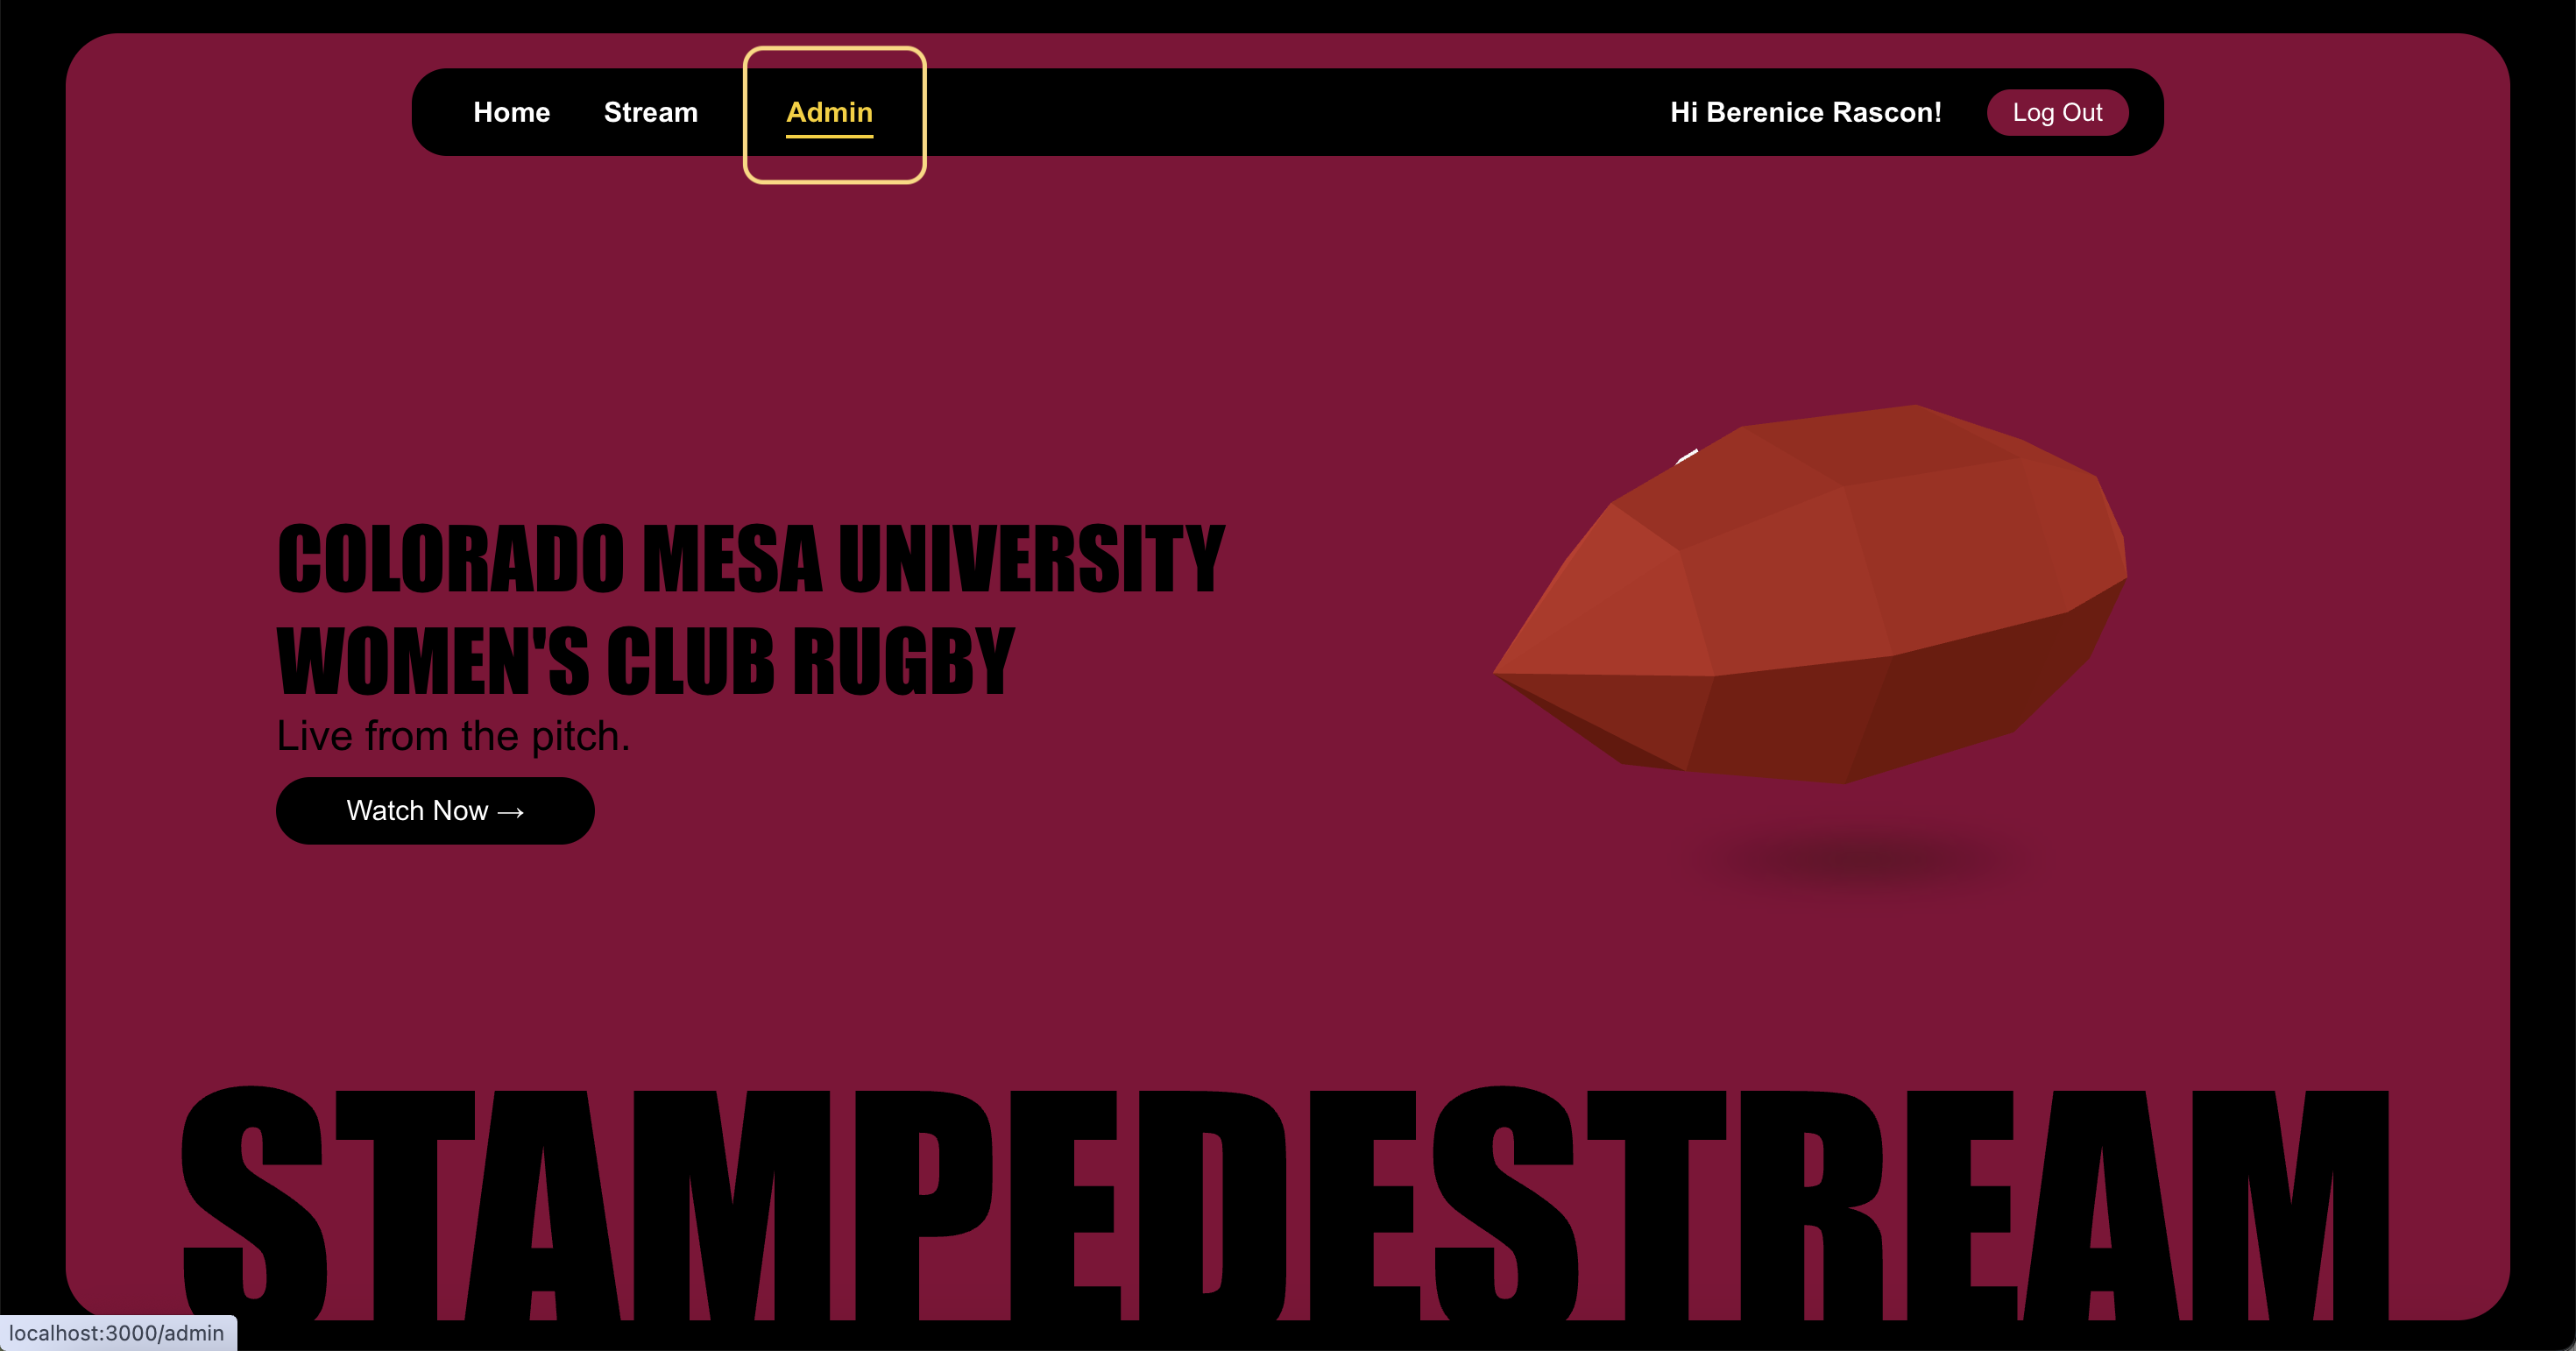 Home Stream Admin Hi Berenice Rascon! Log Out
COLORADO MESA UNIVERSITY
WOMEN'S CLUB RUGBY
Live from the pitch.
Watch Now →
STAMPEDESTREAM
localhost:3000/admin